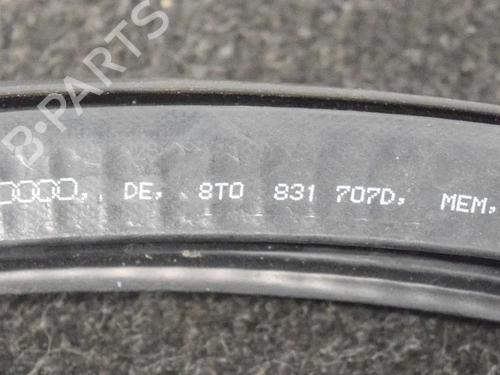 B-PARTS
DE, 8T0 831 707D, MEM,